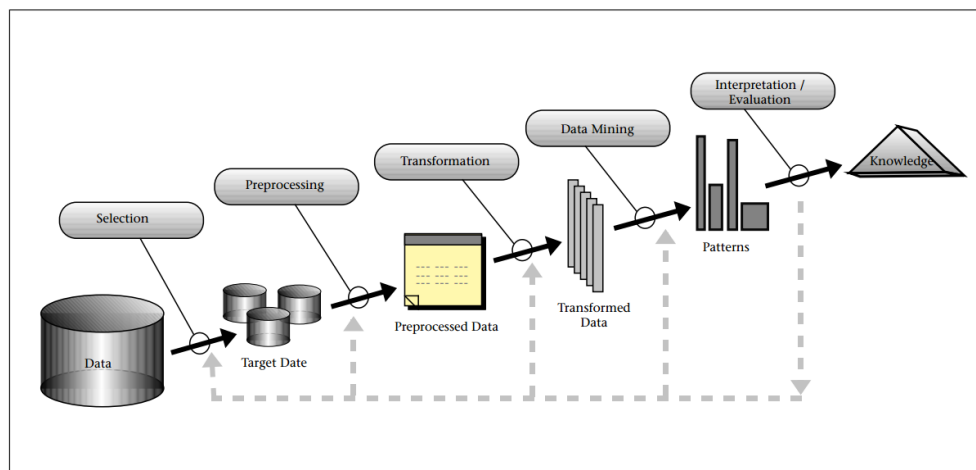 Interpretation /
Evaluation
Data Mining
Transformation
Preprocessing
Selection
Data
Target Date
Preprocessed Data
Transformed
Data
Patterns
Knowledge